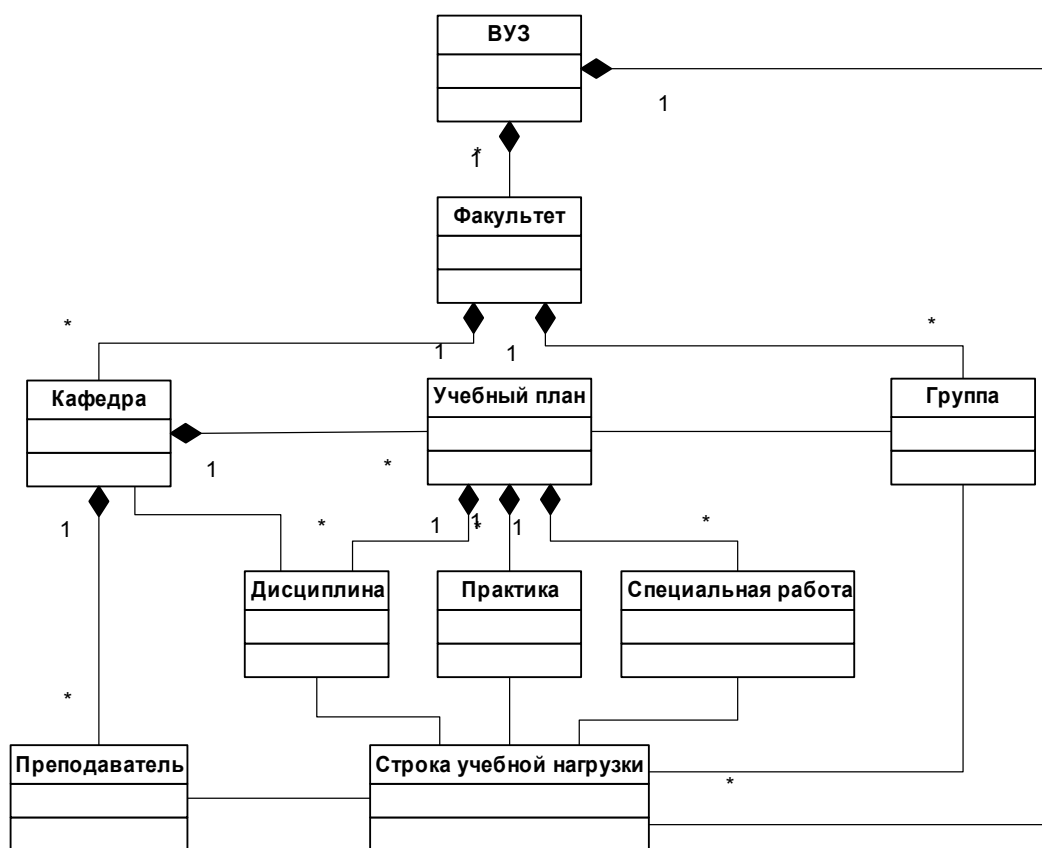 ВУЗ
1
1
*
Факультет
*
*
1
1
Кафедра
Учебный план
Группа
1
*
1
*
1
1
*
1
*
Дисциплина
Практика
Специальная работа
*
Преподаватель
Строка учебной нагрузки
*